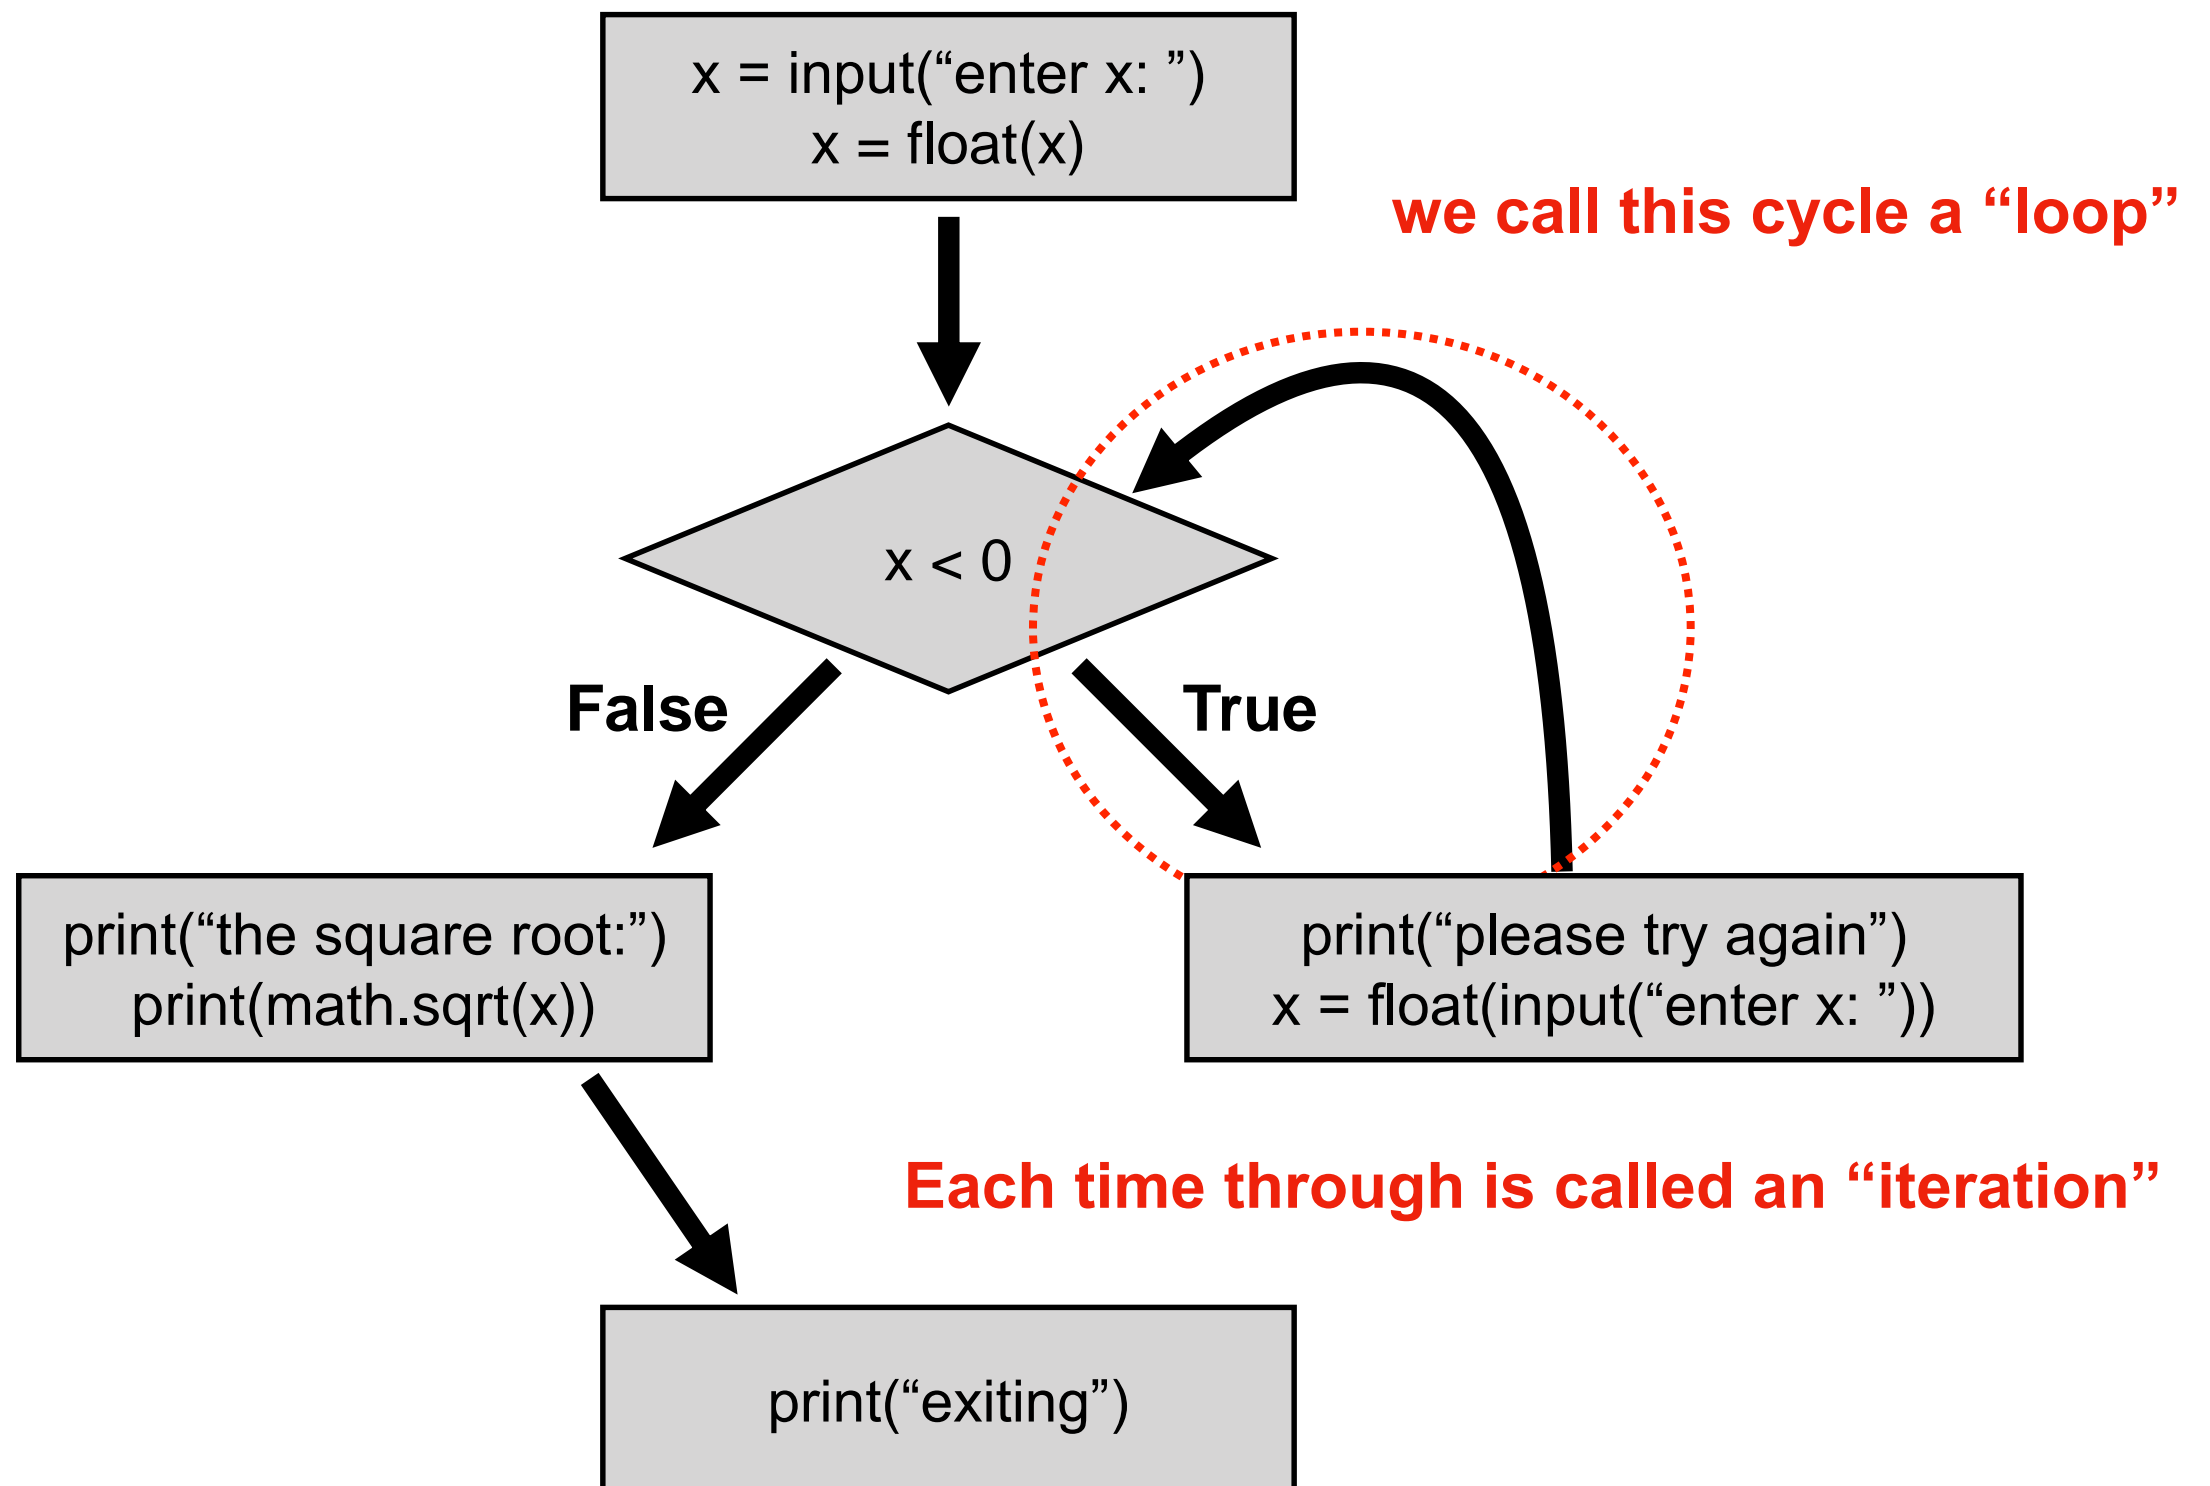 x = input(“enter x: ”)
x = float(x)
we call this cycle a “loop”
x < 0
False
True
print(“the square root:”)
print(math.sqrt(x))
print(“please try again”)
x = float(input(“enter x: ”))
Each time through is called an “iteration”
print(“exiting”)